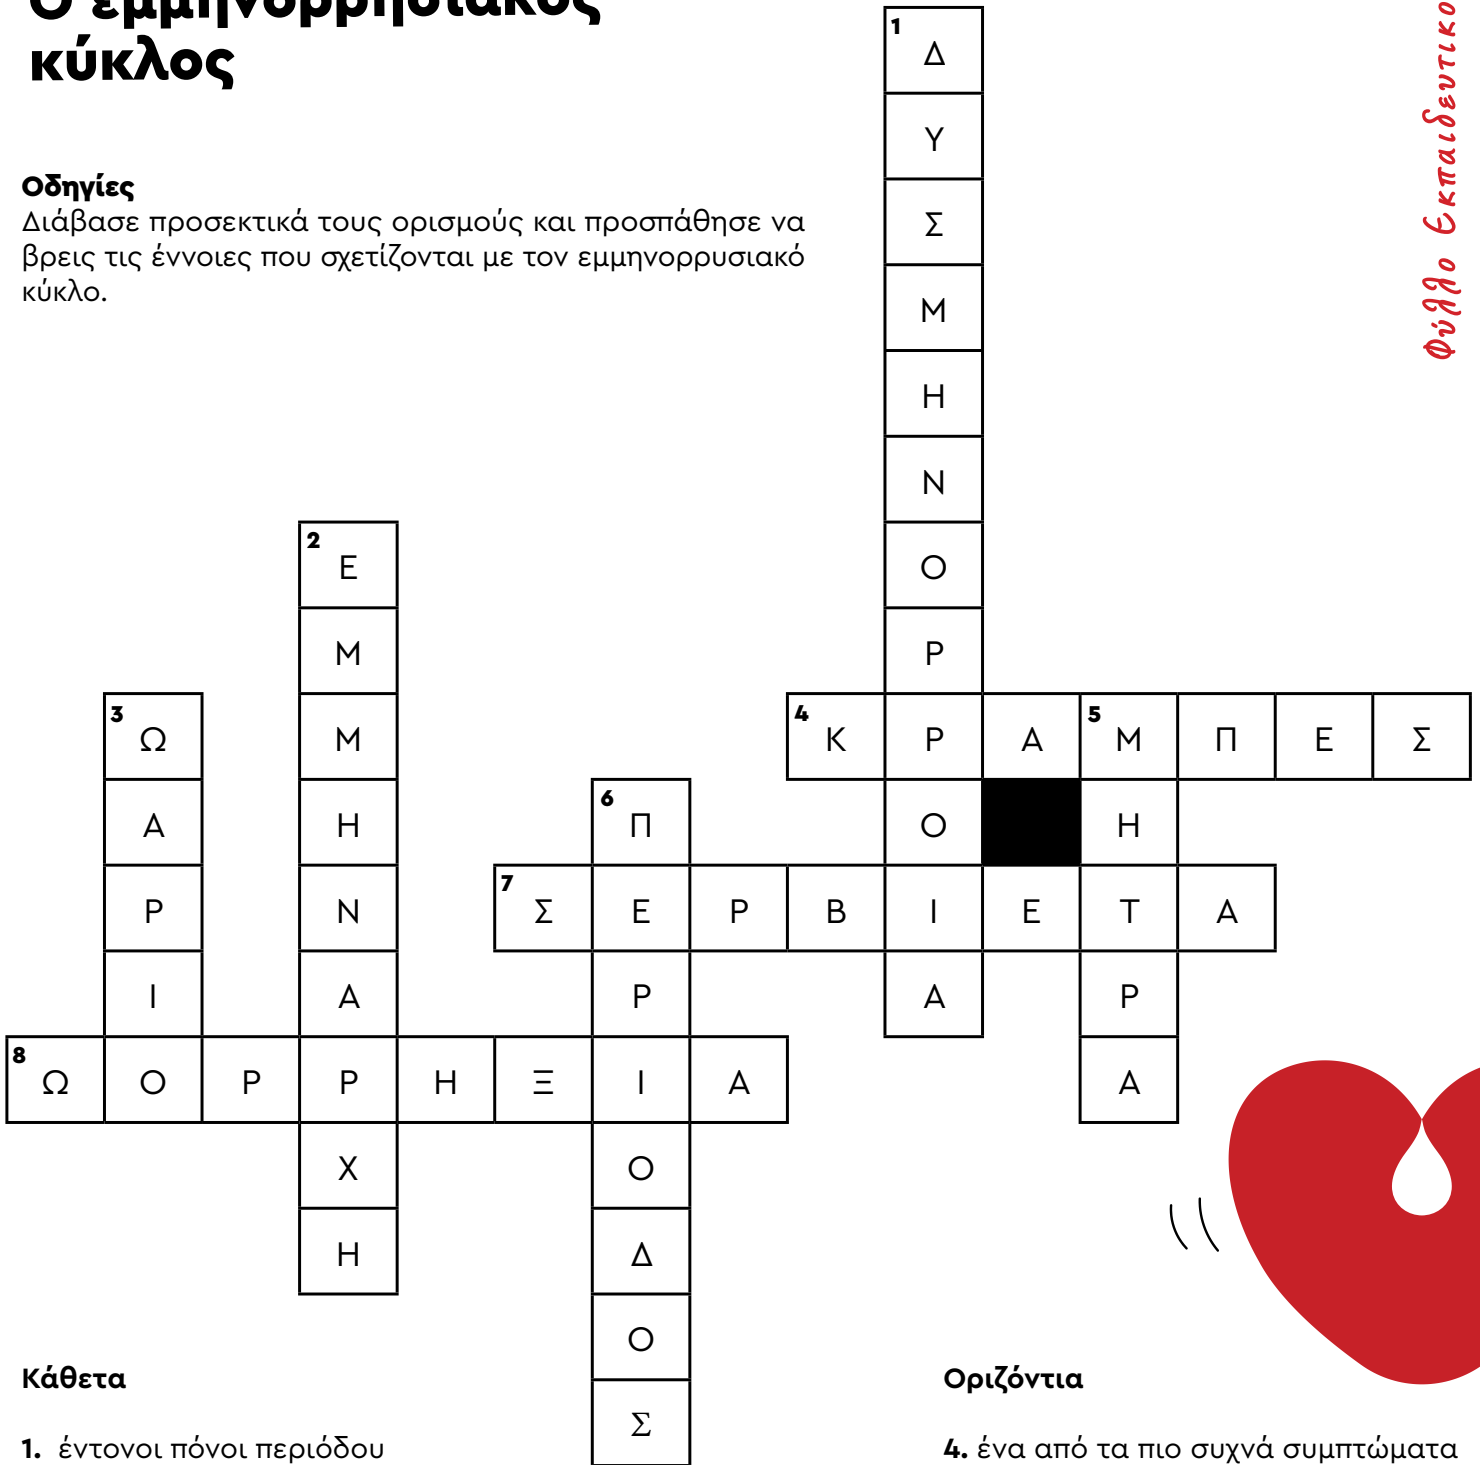 Ο εμμηνορρησιακός
κύκλος
Φύλλο Εκπαιδευτικο
Οδηγίες
Διάβασε προσεκτικά τους ορισμούς και προσπάθησε να
βρεις τις έννοιες που σχετίζονται με τον εμμηνορρυσιακό
κύκλο.
1 Δ
Υ
Σ
Μ
Η
Ν
2 Ε Ο
Μ Ρ
3 Ω Μ 4 Κ Ρ Α 5 Μ Π Ε Σ
Α Η 6 Π Ο Η
Ρ Ν 7 Σ Ε Ρ Β Ι Ε Τ Α
Ι Α Ρ Α Ρ
8 Ω Ο Ρ Ρ Η Ξ Ι Α Α
Χ Ο
Η Δ
Ο
Σ
Κάθετα
1. έντονοι πόνοι περιόδου
Οριζόντια
4. ένα από τα πιο συχνά συμπτώματα